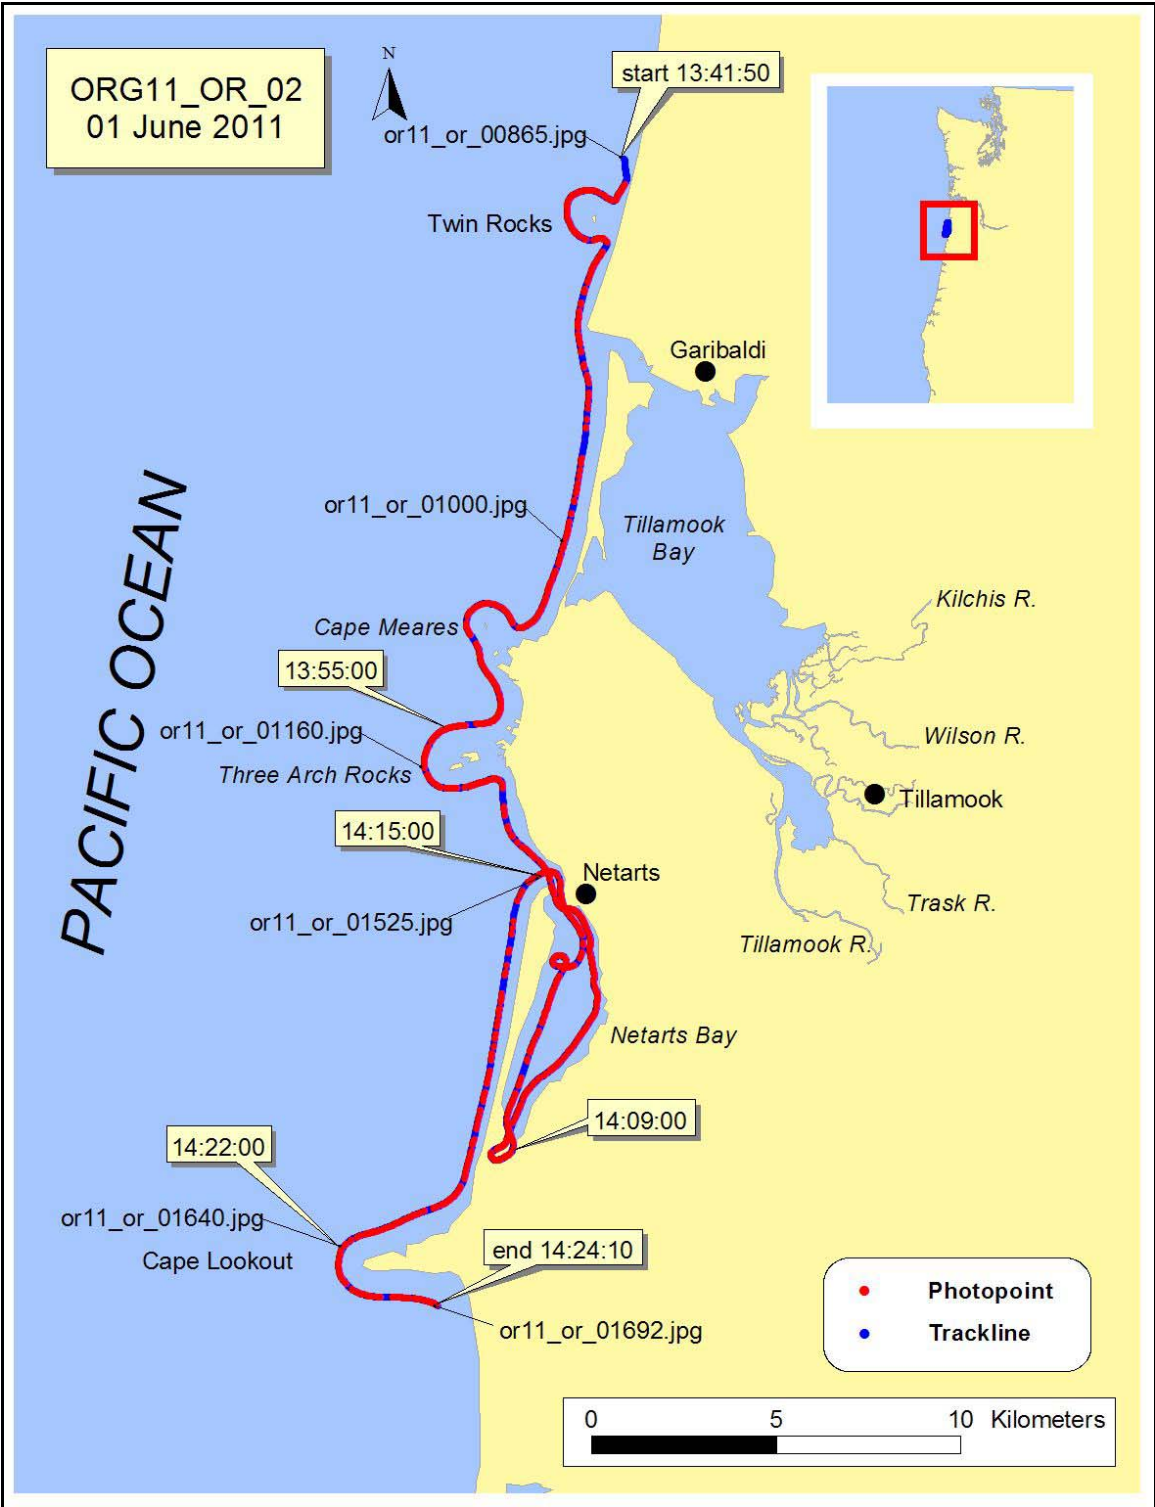 ORG11_OR_02
01 June 2011
N
start 13:41:50
or11_or_00865.jpg
Twin Rocks
Garibaldi
or11_or_01000.jpg
Tillamook
Bay
PACIFIC OCEAN
Kilchis R.
Cape Meares
13:55:00
or11_or_01160.jpg
Wilson R.
Three Arch Rocks
Tillamook
14:15:00
Netarts
or11_or_01525.jpg
Trask R.
Tillamook R.
Netarts Bay
14:09:00
14:22:00
or11_or_01640.jpg
Cape Lookout
end 14:24:10
or11_or_01692.jpg
Photopoint
Trackline
0 5 10 Kilometers